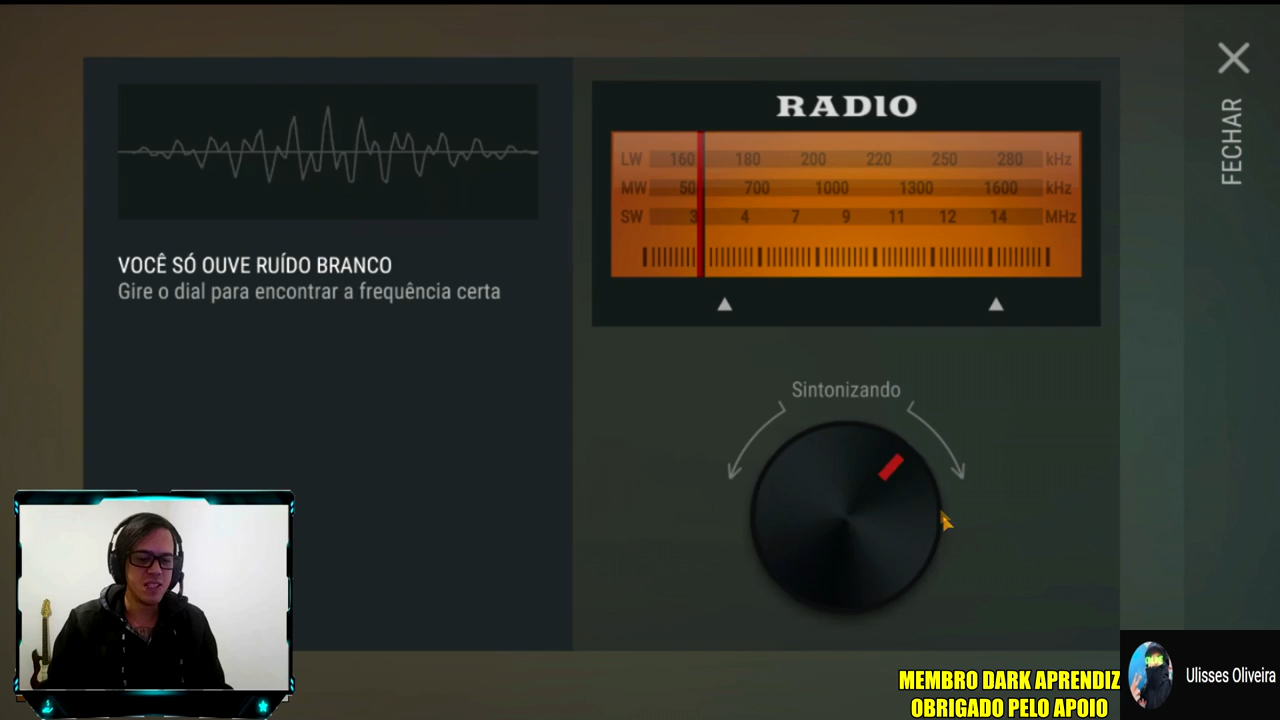 RADIO
LW 160 180 200 220 250 280 kHz
MW 50 700 1000 1300 1600 kHz
SW 3 4 7 9 11 12 14 MHz
VOCÊ SÓ OUVE RUÍDO BRANCO
Gire o dial para encontrar a frequência certa
Sintonizando
FECHAR
MEMBRO DARK APRENDIZ
OBRIGADO PELO APOIO
Ulisses Oliveira